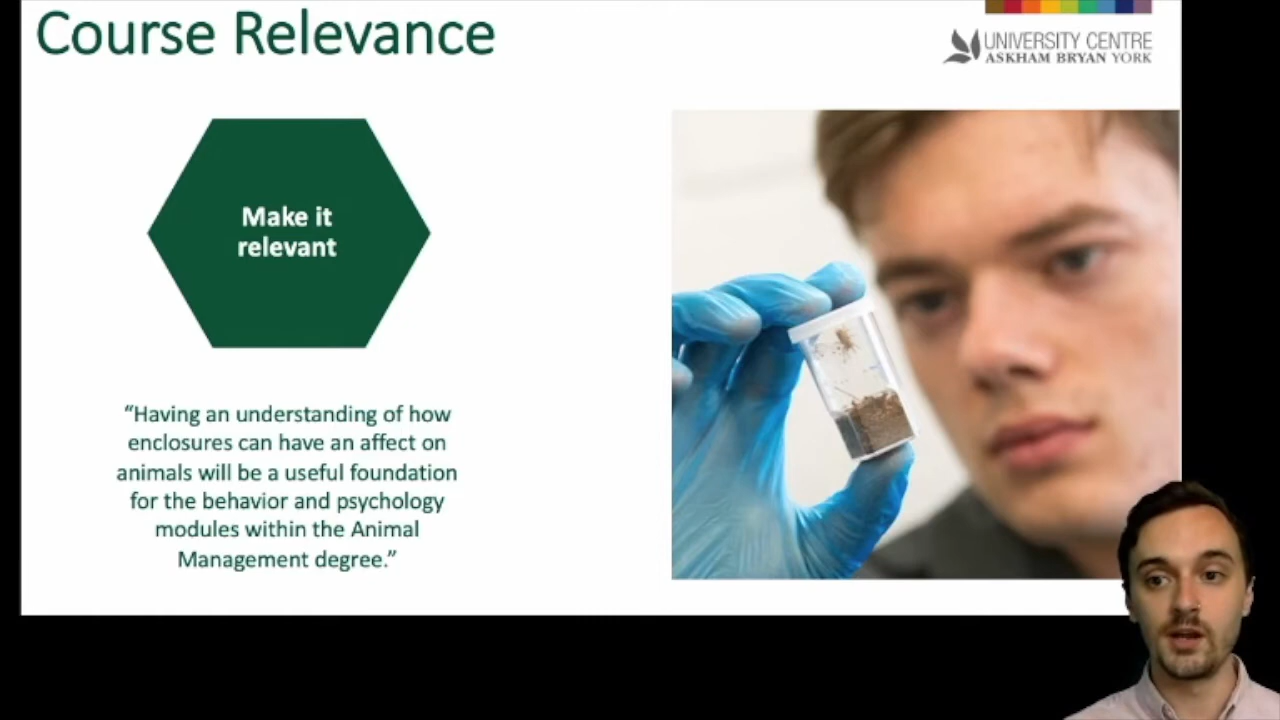 Course Relevance
UNIVERSITY CENTRE
ASKHAM BRYAN YORK
Make it
relevant
“Having an understanding of how
enclosures can have an affect on
animals will be a useful foundation
for the behavior and psychology
modules within the Animal
Management degree.”